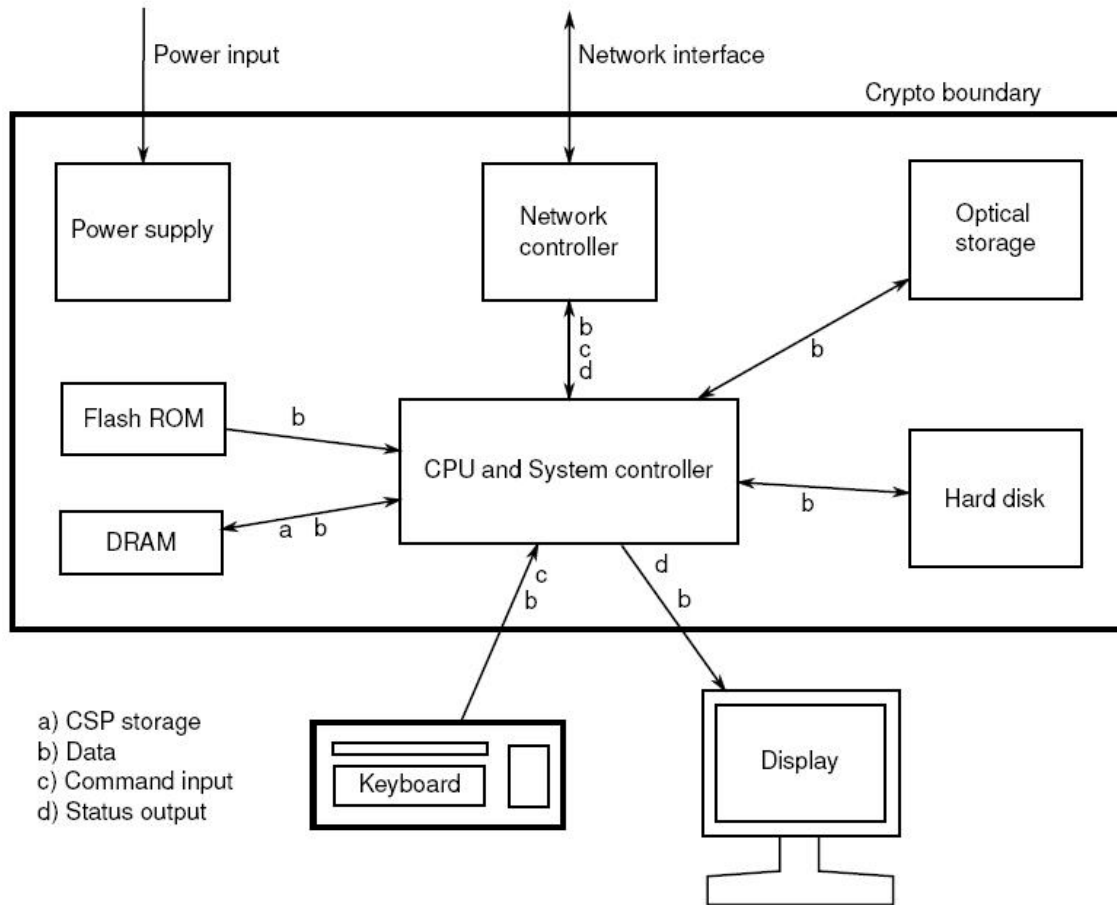 Power input
Network interface
Crypto boundary
Power supply
Network
controller
Optical
storage
b
c
d
b
Flash ROM
b
CPU and System controller
b
Hard disk
DRAM
a b
c
b
d
b
a) CSP storage
b) Data
c) Command input
d) Status output
Keyboard
Display